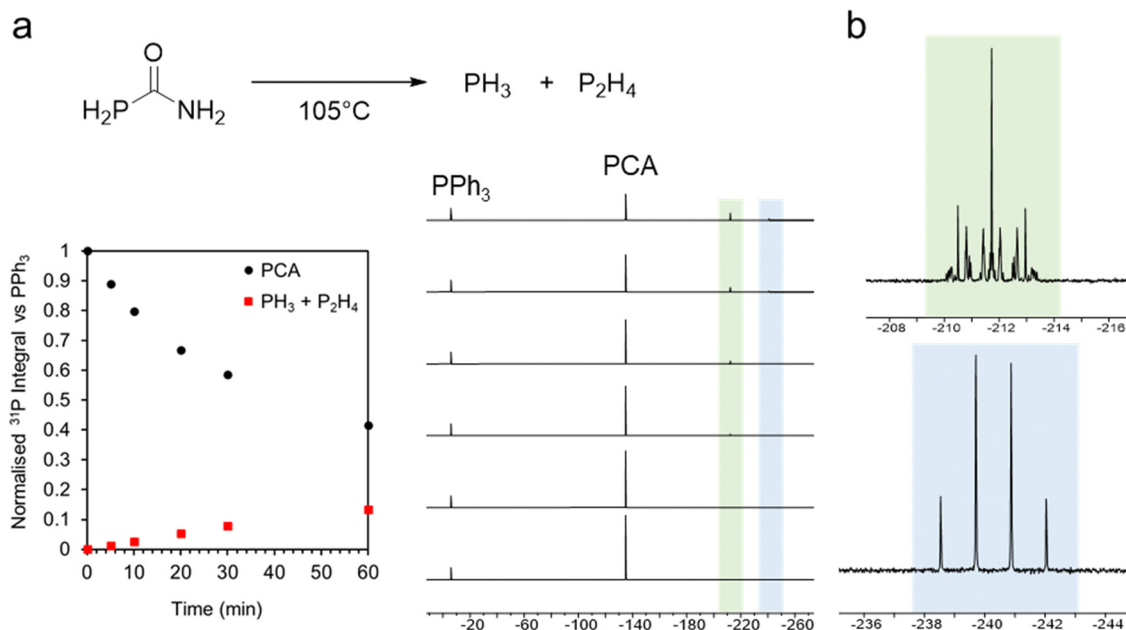 a
b
O
H₂P NH₂
105°C
PH₃ + P₂H₄
PPh₃
PCA
Normalised ³¹P Integral vs PPh₃
1
0.9
0.8
0.7
0.6
0.5
0.4
0.3
0.2
0.1
0
PCA
PH₃ + P₂H₄
0 10 20 30 40 50 60
Time (min)
-20 -60 -100 -140 -180 -220 -260
-208 -210 -212 -214 -216
-236 -238 -240 -242 -244